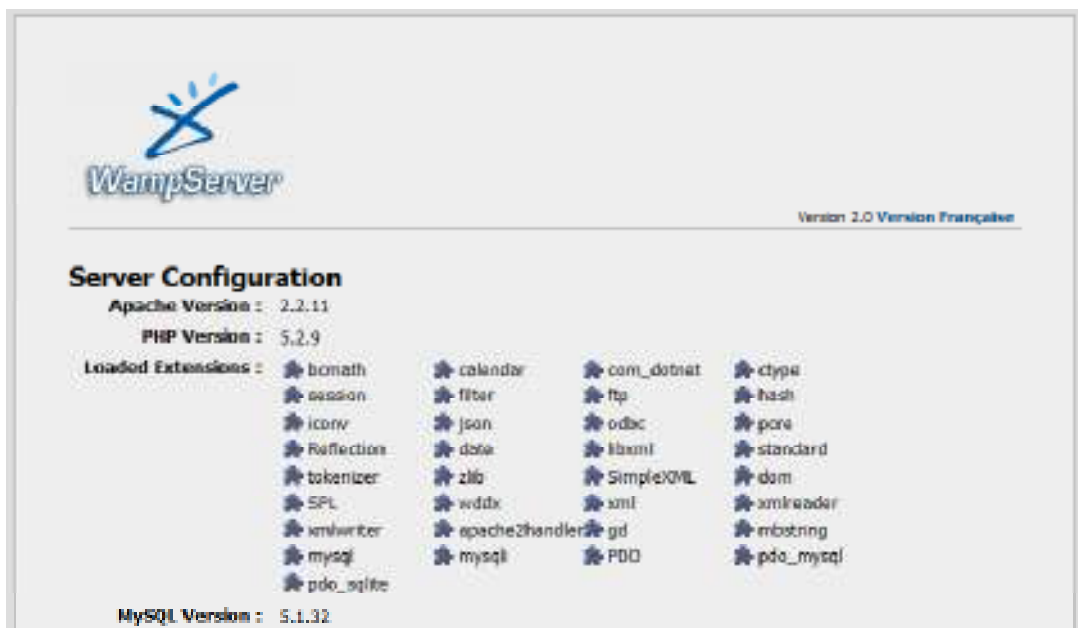 WampServer
Version 2.0 Version Française
Server Configuration
Apache Version : 2.2.11
PHP Version : 5.2.9
Loaded Extensions : bcmath calendar com_dotnet ctype
session filter ftp hash
iconv json odbc pcre
Reflection date libxml standard
tokenizer zlib SimpleXML dom
SPL wddx xml xmlreader
xmlwriter apache2handler gd mbstring
mysql mysqli PDO pdo_mysql
pdo_sqlite
MySQL Version : 5.1.32